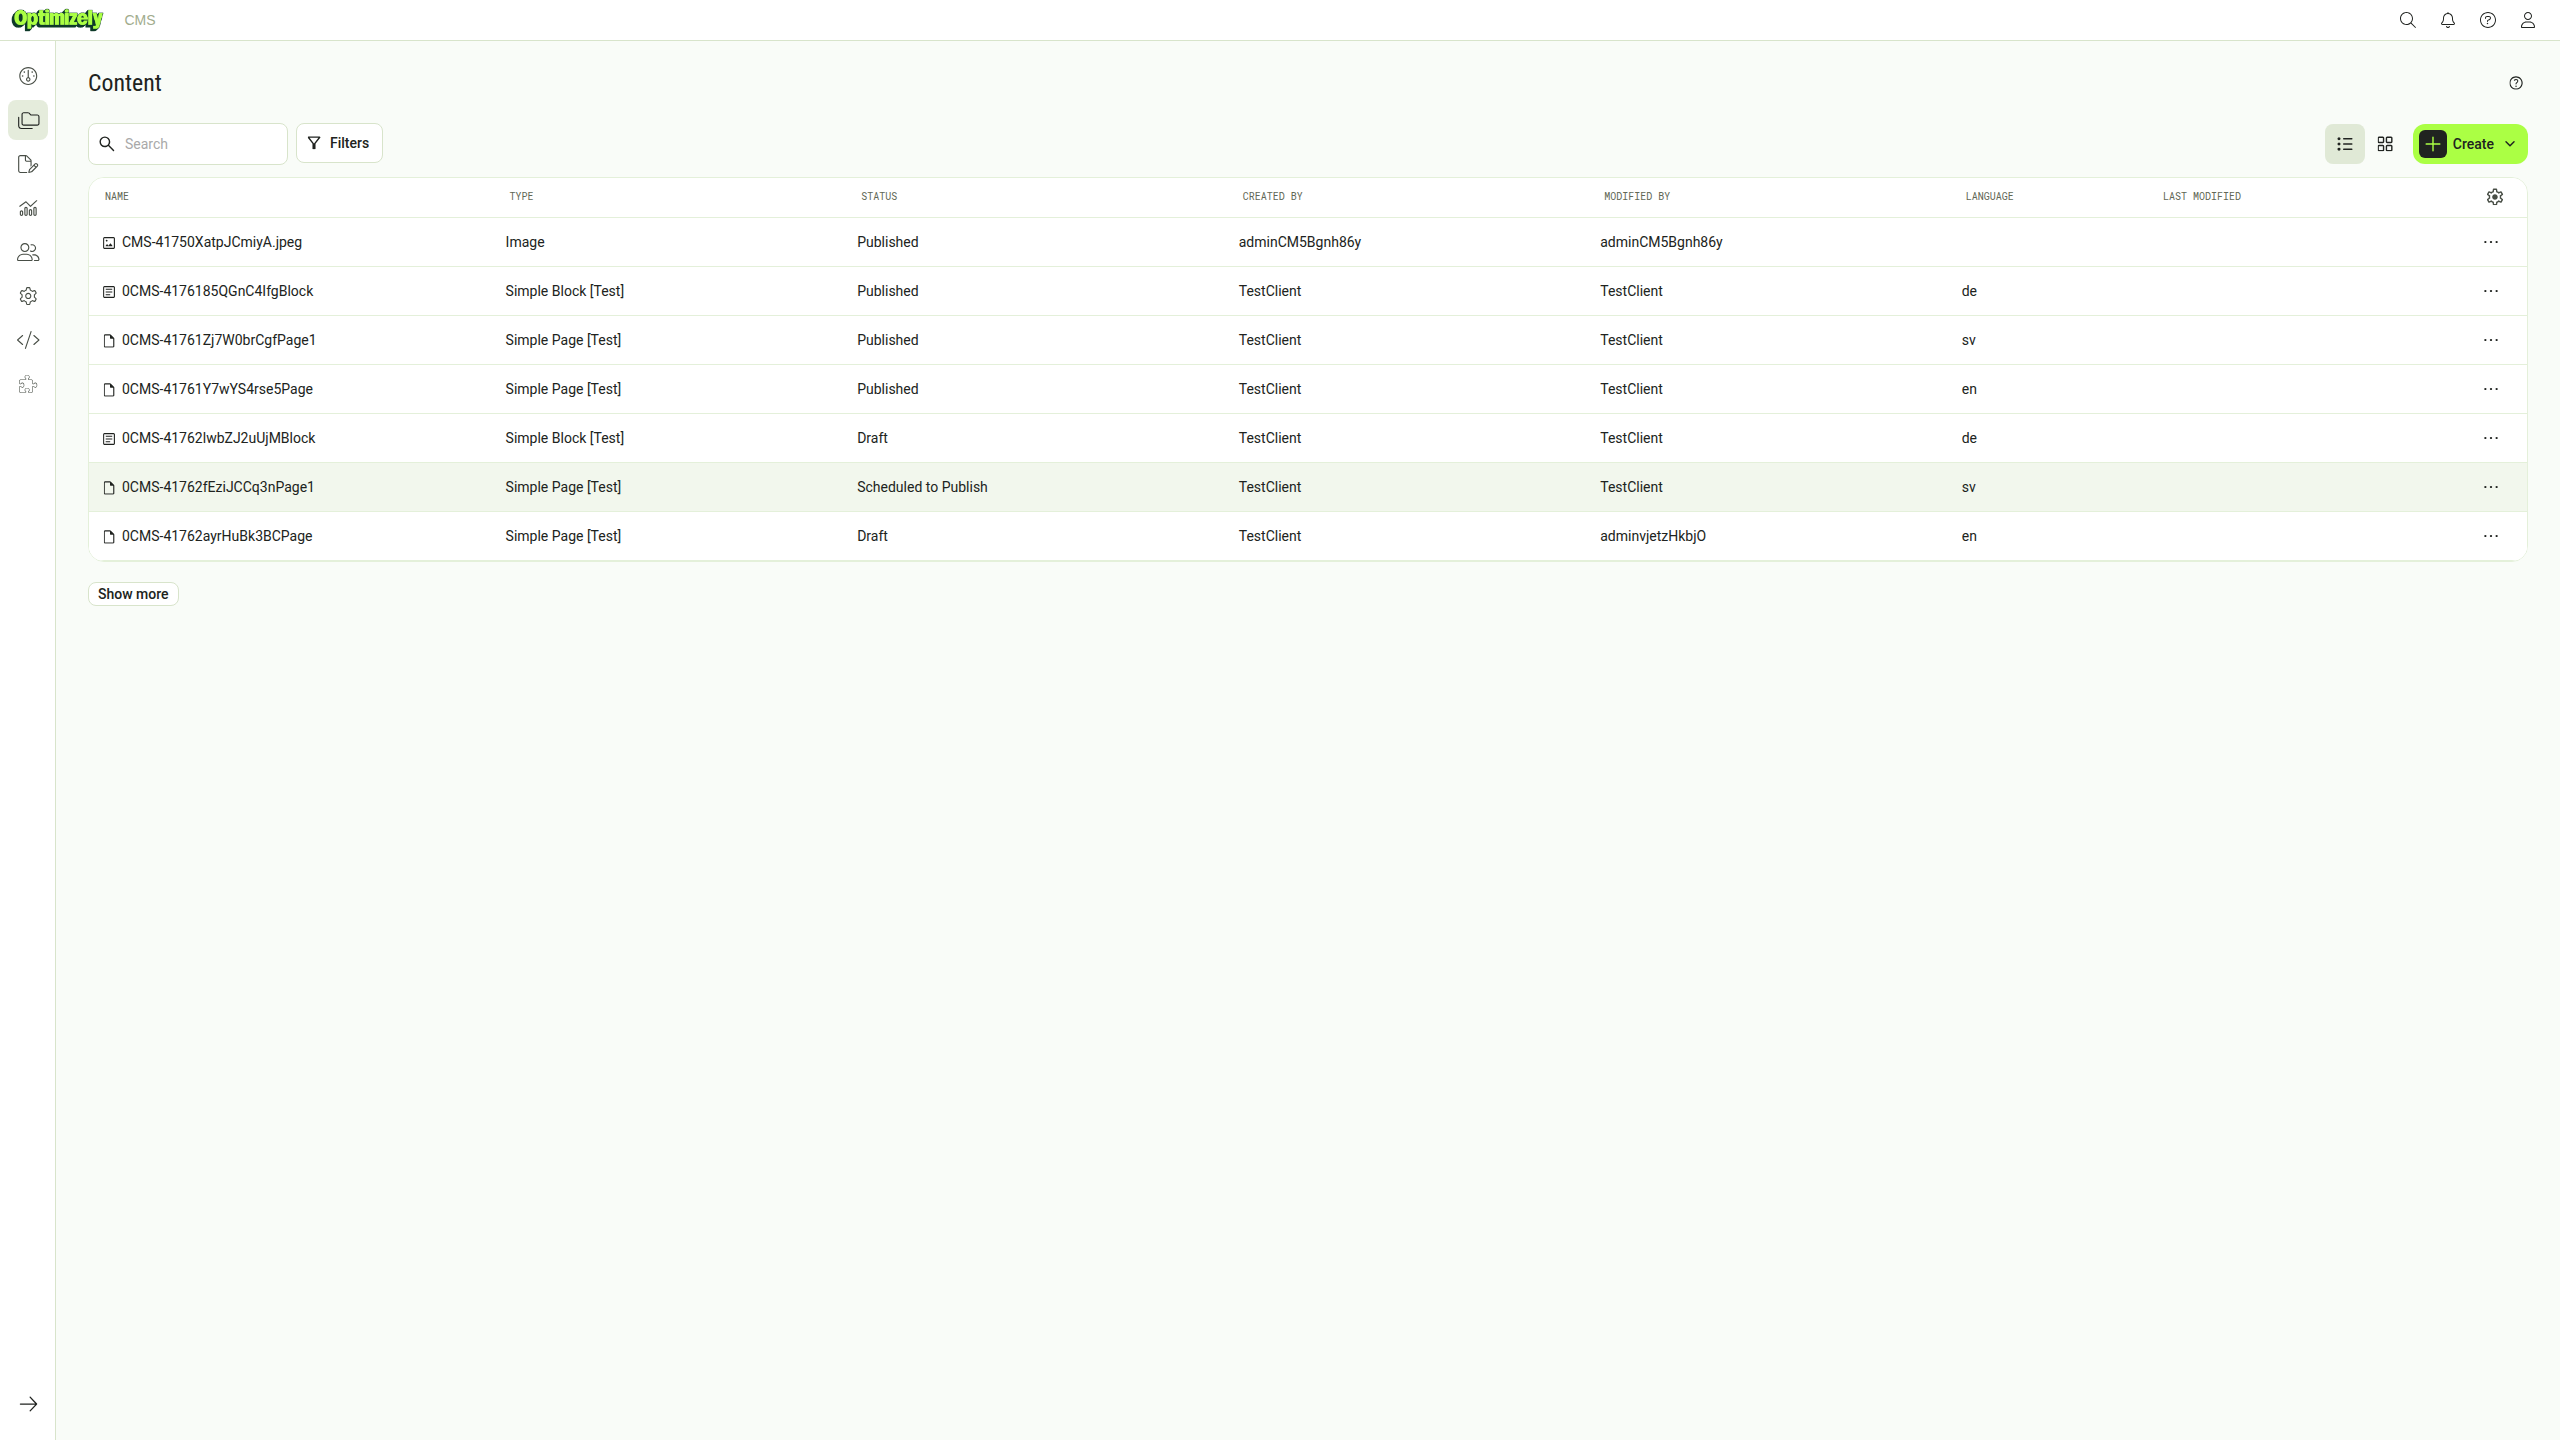 Optimizely CMS
Content
Search Filters Create
NAME TYPE STATUS CREATED BY MODIFIED BY LANGUAGE LAST MODIFIED
CMS-41750XatpJCmiyA.jpeg Image Published adminCM5Bgnh86y adminCM5Bgnh86y
0CMS-4176185QGnC4IfgBlock Simple Block [Test] Published TestClient TestClient de
0CMS-41761Zj7W0brCgfPage1 Simple Page [Test] Published TestClient TestClient sv
0CMS-41761Y7wYS4rse5Page Simple Page [Test] Published TestClient TestClient en
0CMS-41762IwbZJ2uUjMBlock Simple Block [Test] Draft TestClient TestClient de
0CMS-41762fEziJCCq3nPage1 Simple Page [Test] Scheduled to Publish TestClient TestClient sv
0CMS-41762ayrHuBk3BCPage Simple Page [Test] Draft TestClient adminvjetzHkbjO en
Show more